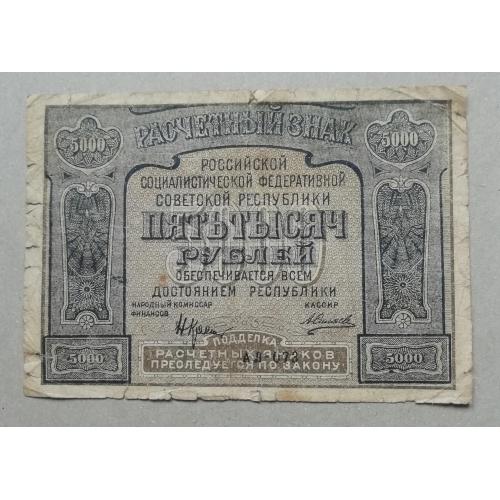 РАСЧЕТНЫЙ ЗНАК
5000 5000
РОССИЙСКОЙ
СОЦИАЛИСТИЧЕСКОЙ ФЕДЕРАТИВНОЙ
СОВЕТСКОЙ РЕСПУБЛИКИ
ПЯТЬ ТЫСЯЧ
РУБЛЕЙ
ОБЕСПЕЧИВАЕТСЯ ВСЕМ
ДОСТОЯНИЕМ РЕСПУБЛИКИ
НАРОДНЫЙ КОМИССАР
ФИНАНСОВ
КАССИР
ПОДДЕЛКА
РАСЧЕТНЫХ ЗНАКОВ
ПРЕСЛЕДУЕТСЯ ПО ЗАКОНУ
5000 5000